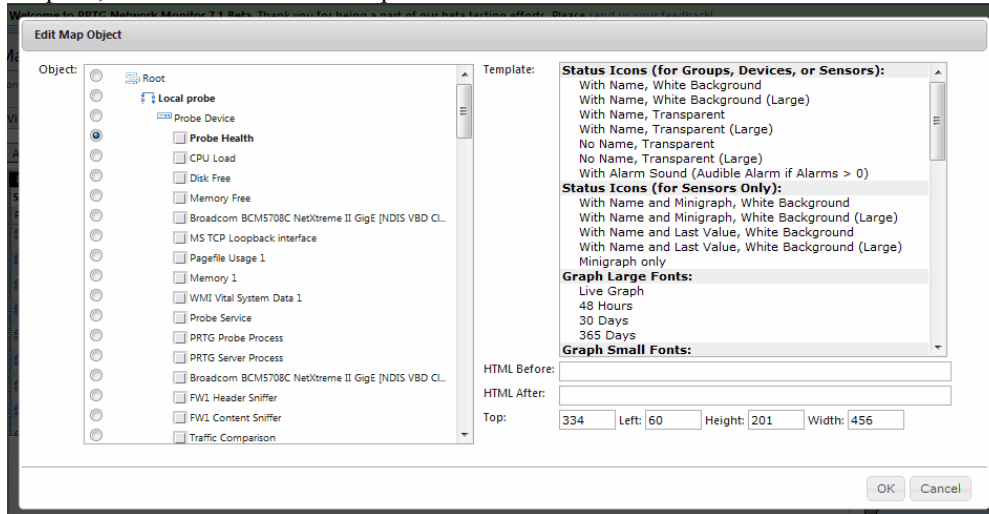 Welcome to PRTG Network Monitor 7.1 Beta. Thank you for being a part of our beta testing efforts. Please send us your feedback!
Edit Map Object
Object:
Root
Local probe
Probe Device
Probe Health
CPU Load
Disk Free
Memory Free
Broadcom BCM5708C NetXtreme II GigE [NDIS VBD Cl...
MS TCP Loopback interface
Pagefile Usage 1
Memory 1
WMI Vital System Data 1
Probe Service
PRTG Probe Process
PRTG Server Process
Broadcom BCM5708C NetXtreme II GigE [NDIS VBD Cl...
FW1 Header Sniffer
FW1 Content Sniffer
Traffic Comparison
Template:
Status Icons (for Groups, Devices, or Sensors):
With Name, White Background
With Name, White Background (Large)
With Name, Transparent
With Name, Transparent (Large)
No Name, Transparent
No Name, Transparent (Large)
With Alarm Sound (Audible Alarm if Alarms > 0)
Status Icons (for Sensors Only):
With Name and Minigraph, White Background
With Name and Minigraph, White Background (Large)
With Name and Last Value, White Background
With Name and Last Value, White Background (Large)
Minigraph only
Graph Large Fonts:
Live Graph
48 Hours
30 Days
365 Days
Graph Small Fonts:
HTML Before:
HTML After:
Top: 334 Left: 60 Height: 201 Width: 456
OK Cancel